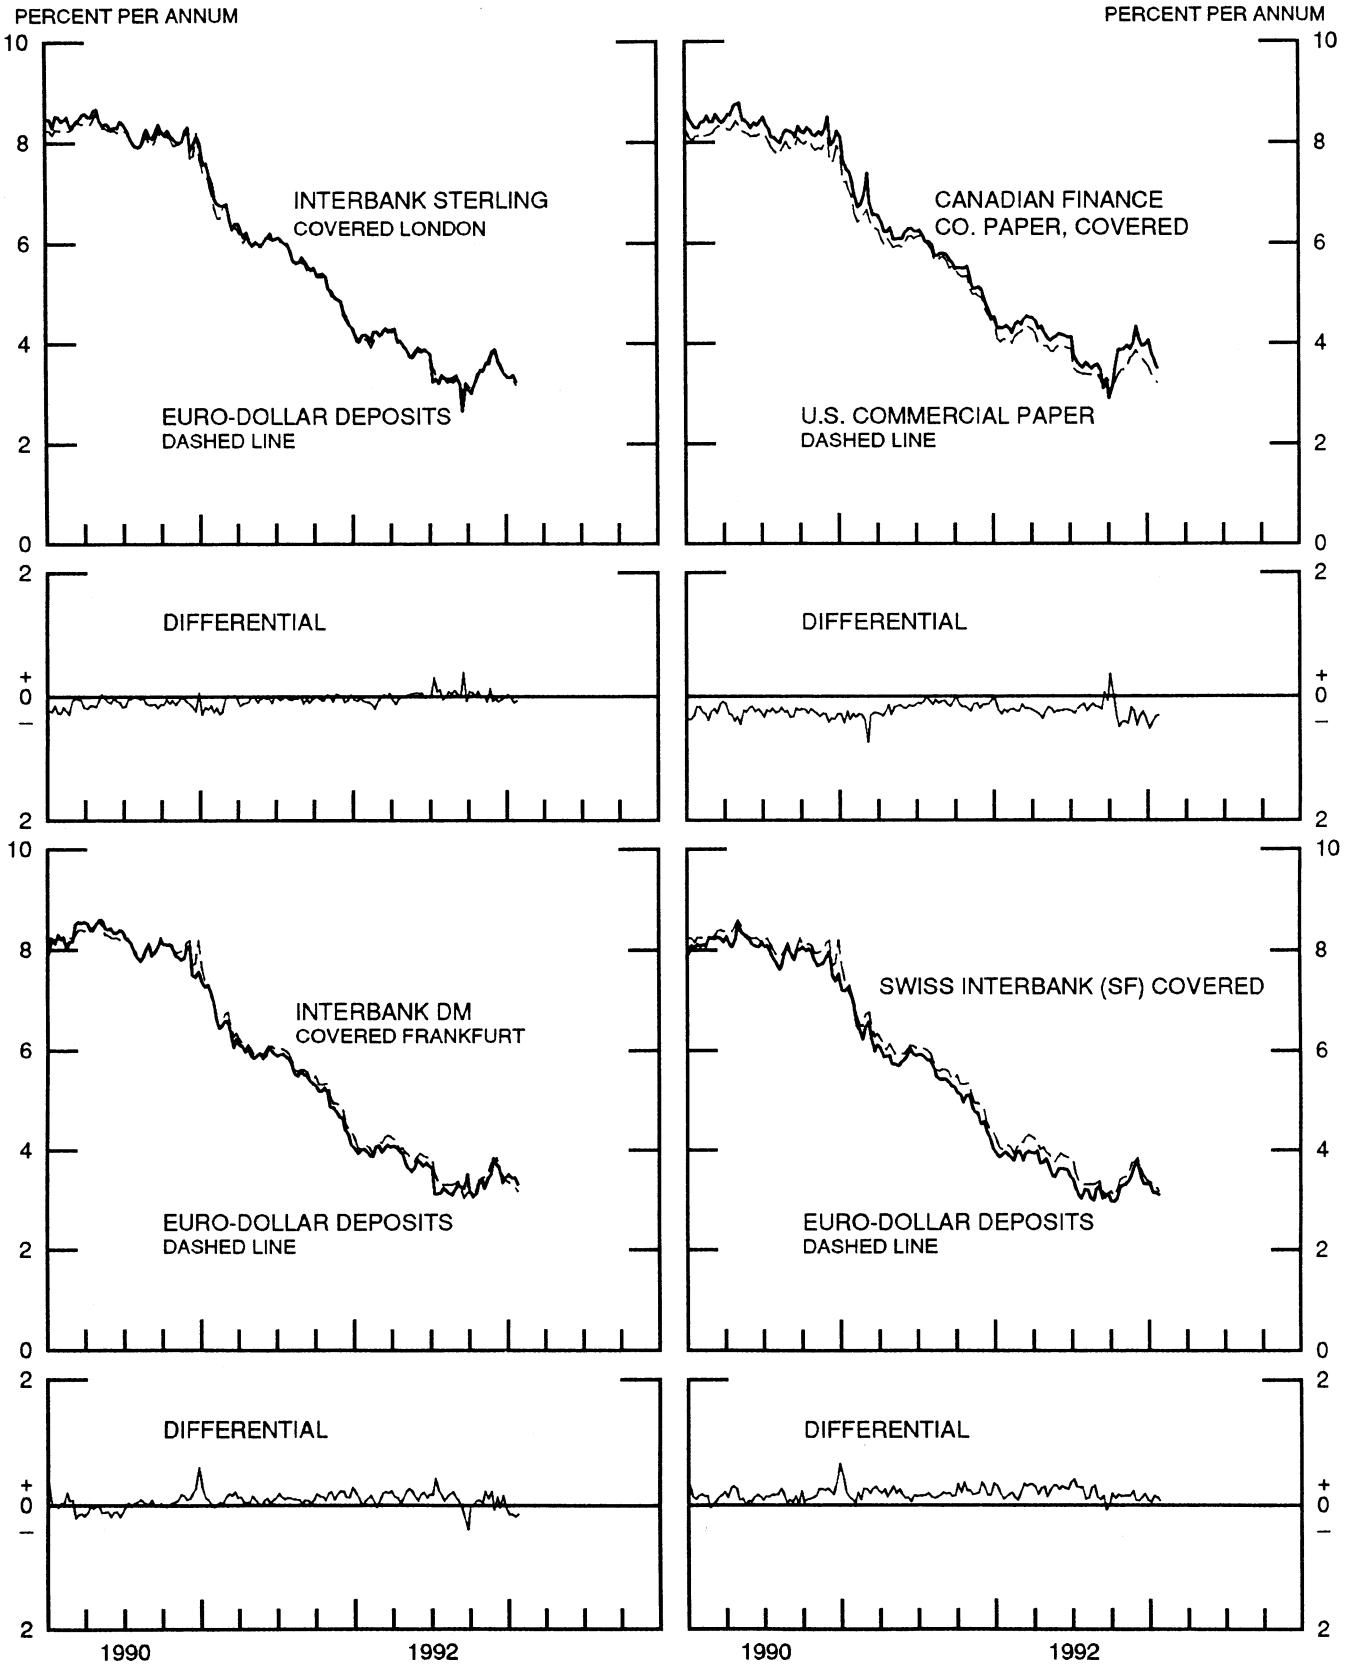 PERCENT PER ANNUM
PERCENT PER ANNUM
10
8
6
4
2
0
INTERBANK STERLING
COVERED LONDON
EURO-DOLLAR DEPOSITS
DASHED LINE
10
8
6
4
2
0
CANADIAN FINANCE
CO. PAPER, COVERED
U.S. COMMERCIAL PAPER
DASHED LINE
2
+
0
–
2
DIFFERENTIAL
2
+
0
–
2
DIFFERENTIAL
10
8
6
4
2
0
INTERBANK DM
COVERED FRANKFURT
EURO-DOLLAR DEPOSITS
DASHED LINE
10
8
6
4
2
0
SWISS INTERBANK (SF) COVERED
EURO-DOLLAR DEPOSITS
DASHED LINE
2
+
0
–
2
DIFFERENTIAL
2
+
0
–
2
DIFFERENTIAL
1990 1992
1990 1992